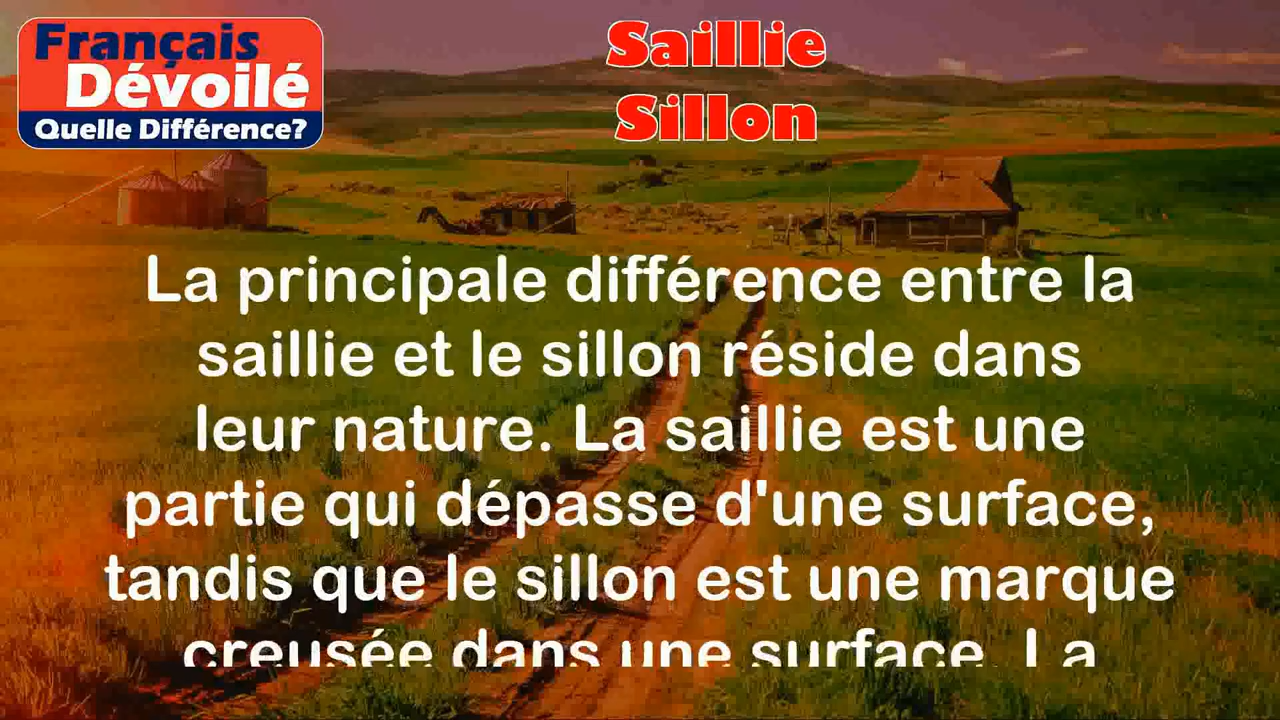 Français
Dévoilé
Quelle Différence?
Saillie
Sillon
La principale différence entre la
saillie et le sillon réside dans
leur nature. La saillie est une
partie qui dépasse d'une surface,
tandis que le sillon est une marque
creusée dans une surface. La